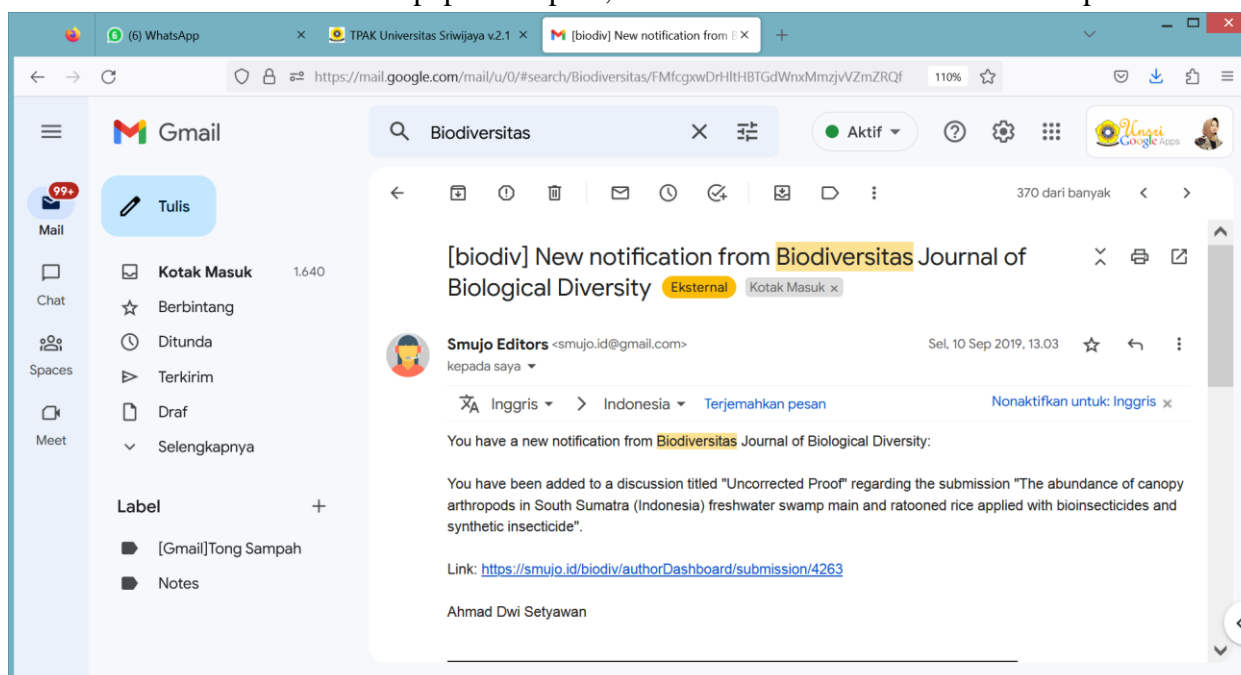 (6) WhatsApp
TPAK Universitas Sriwijaya v.2.1
[biodiv] New notification from B
https://mail.google.com/mail/u/0/#search/Biodiversitas/FMfcgxwDrHltHBTGdWnxMmzjvVZmZRQf
110%
Gmail
Biodiversitas
Aktif
Unsri
Google Apps
99+
Mail
Tulis
370 dari banyak
Chat
Spaces
Meet
Kotak Masuk 1.640
Berbintang
Ditunda
Terkirim
Draf
Selengkapnya
Label
[Gmail]Tong Sampah
Notes
[biodiv] New notification from Biodiversitas Journal of
Biological Diversity Eksternal Kotak Masuk x
Smujo Editors <smujo.id@gmail.com> Sel, 10 Sep 2019, 13.03
kepada saya
Inggris > Indonesia Terjemahkan pesan Nonaktifkan untuk: Inggris x
You have a new notification from Biodiversitas Journal of Biological Diversity:
You have been added to a discussion titled "Uncorrected Proof" regarding the submission "The abundance of canopy
arthropods in South Sumatra (Indonesia) freshwater swamp main and ratooned rice applied with bioinsecticides and
synthetic insecticide".
Link: https://smujo.id/biodiv/authorDashboard/submission/4263
Ahmad Dwi Setyawan